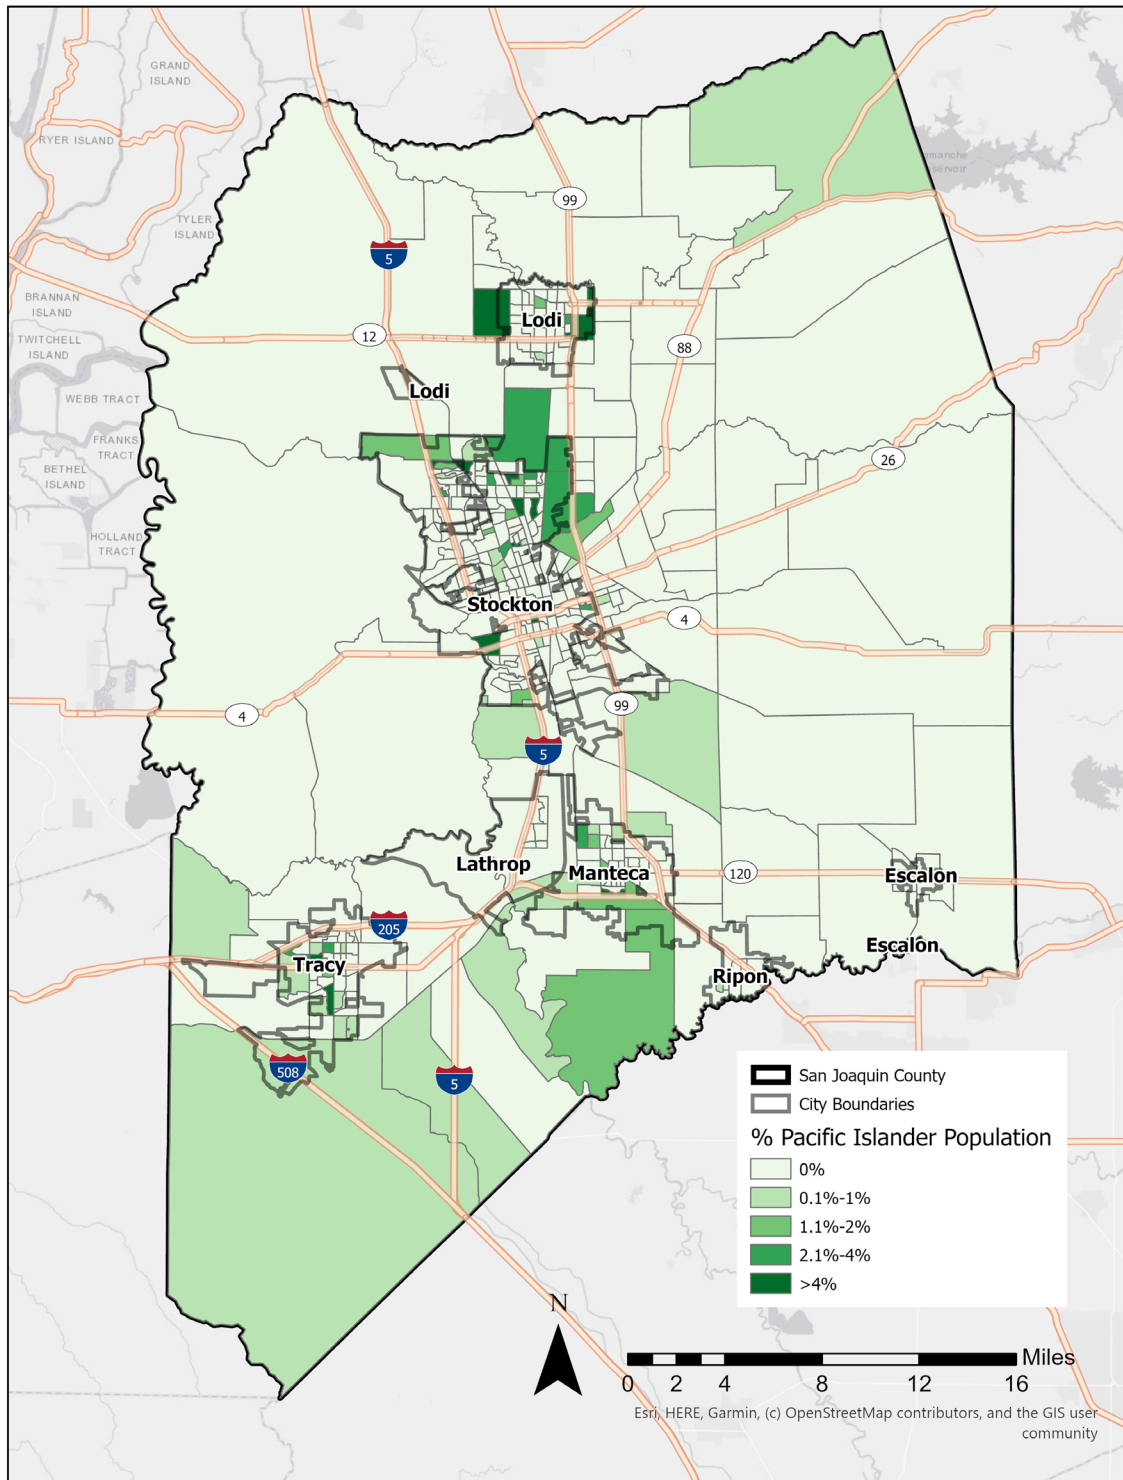 GRAND
ISLAND
RYER ISLAND
TYLER
ISLAND
99
5
BRANNAN
ISLAND
TWITCHELL
ISLAND
12
Lodi
88
Lodi
WEBB TRACT
FRANKS
TRACT
BETHEL
ISLAND
26
HOLLAND
TRACT
Stockton
4
99
4
5
Lathrop
Manteca
120
Escalon
205
Escalon
Tracy
Ripon
508
5
San Joaquin County
City Boundaries
% Pacific Islander Population
0%
0.1%-1%
1.1%-2%
2.1%-4%
>4%
N
Miles
0 2 4 8 12 16
Esri, HERE, Garmin, (c) OpenStreetMap contributors, and the GIS user
community